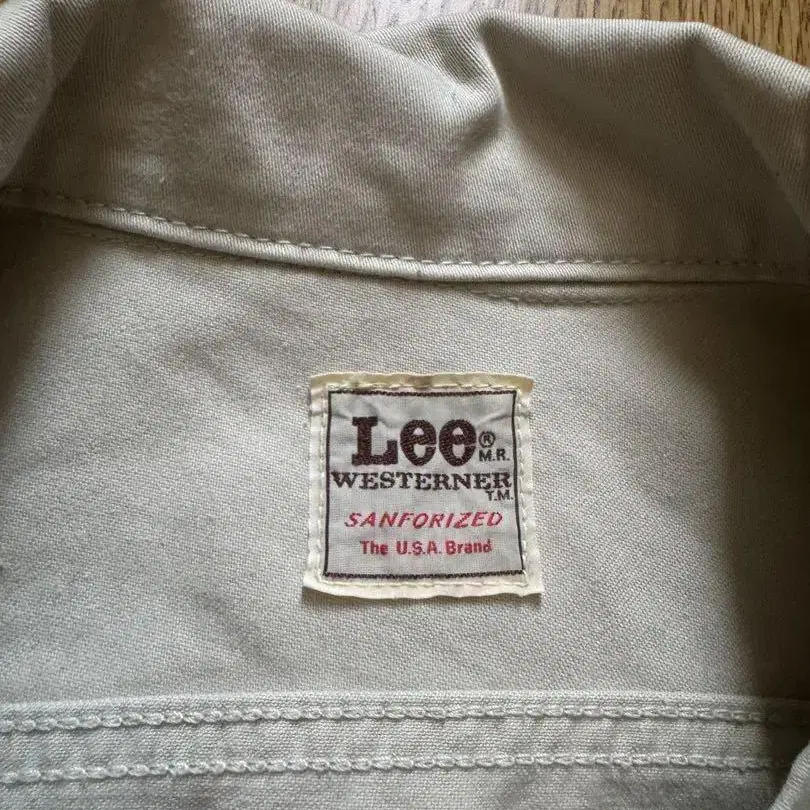 Lee® M.R.
WESTERNER T.M.
SANFORIZED
The U.S.A. Brand